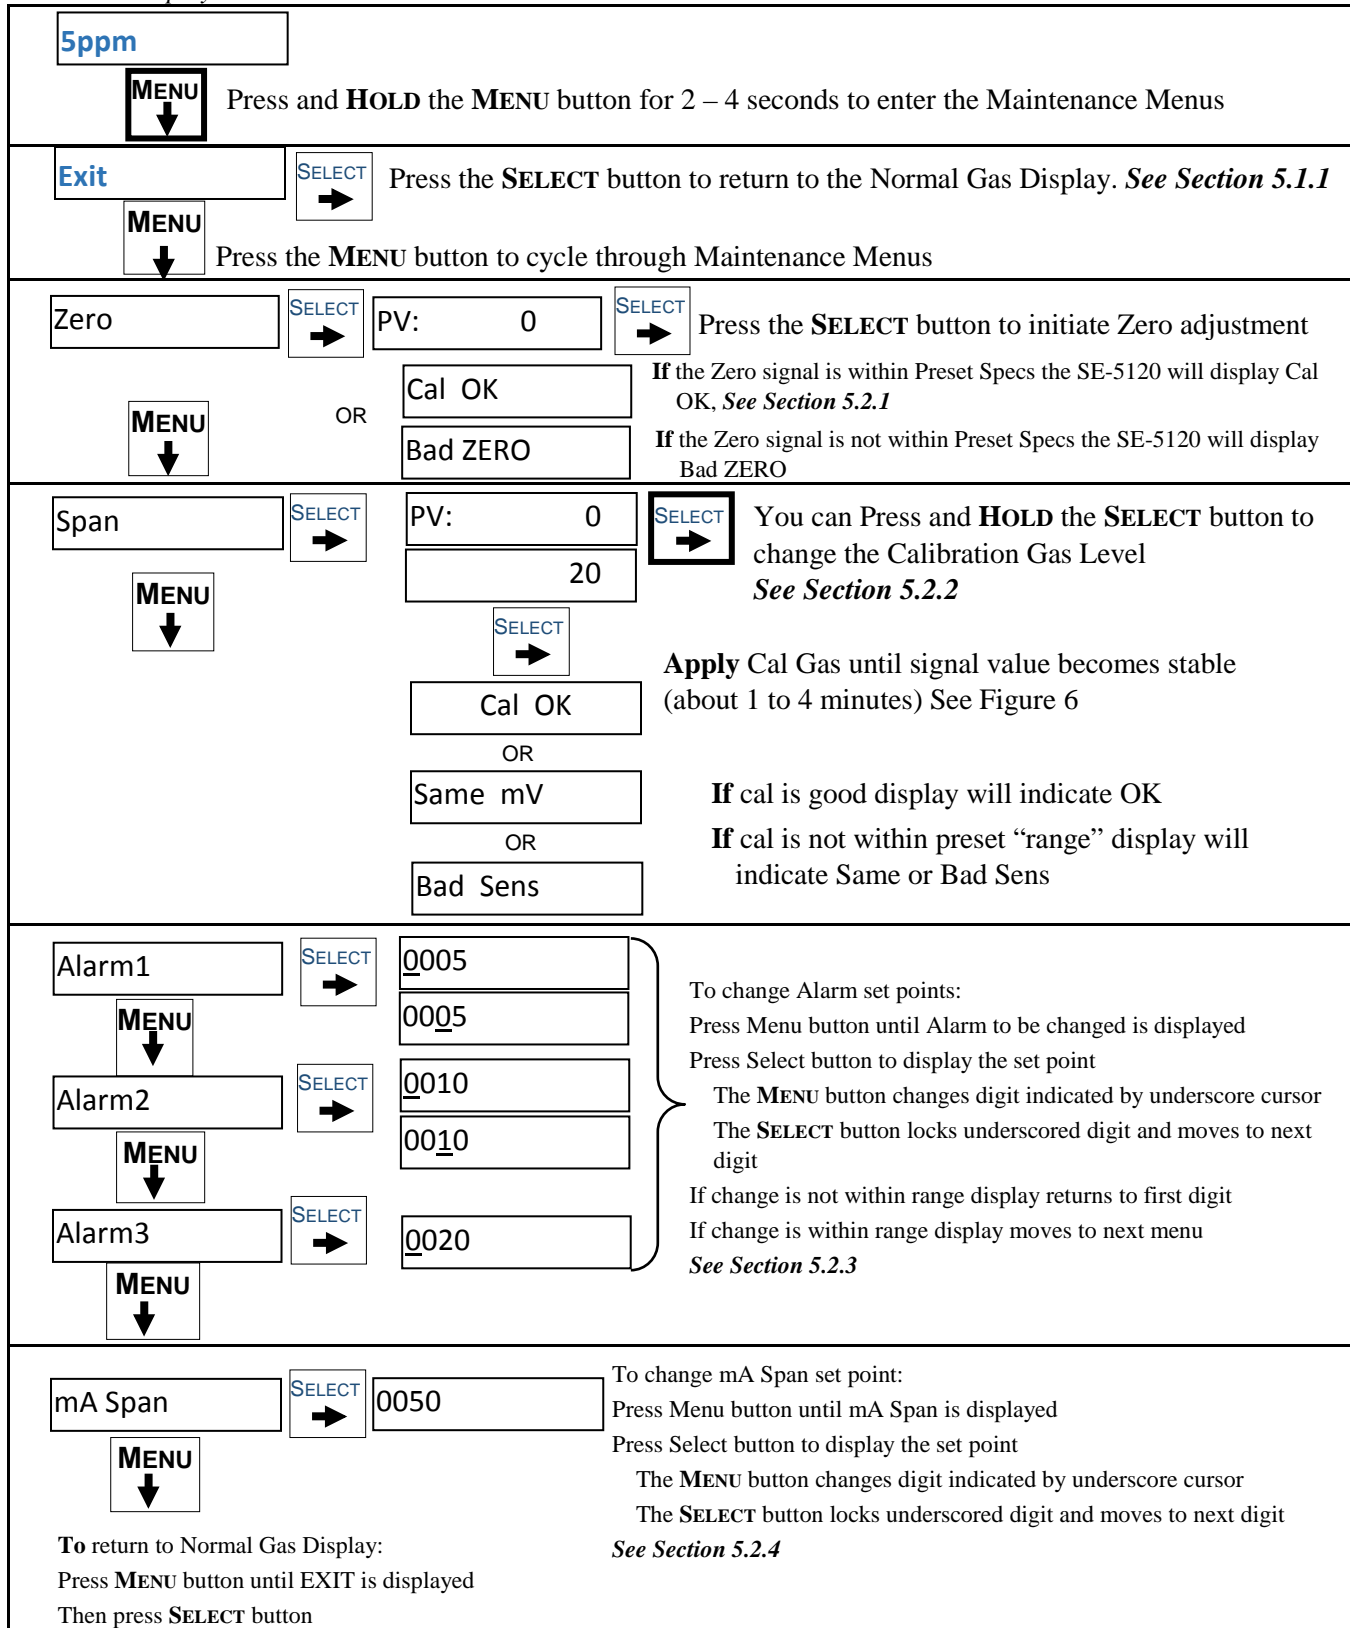 5ppm
MENU
Press and HOLD the MENU button for 2 – 4 seconds to enter the Maintenance Menus
Exit
SELECT
Press the SELECT button to return to the Normal Gas Display. See Section 5.1.1
MENU
Press the MENU button to cycle through Maintenance Menus
Zero
SELECT
PV: 0
SELECT
Press the SELECT button to initiate Zero adjustment
MENU
OR
Cal OK
If the Zero signal is within Preset Specs the SE-5120 will display Cal
OK, See Section 5.2.1
Bad ZERO
If the Zero signal is not within Preset Specs the SE-5120 will display
Bad ZERO
Span
SELECT
PV: 0
20
SELECT
You can Press and HOLD the SELECT button to
change the Calibration Gas Level
See Section 5.2.2
MENU
SELECT
Apply Cal Gas until signal value becomes stable
(about 1 to 4 minutes) See Figure 6
Cal OK
OR
Same mV
If cal is good display will indicate OK
OR
If cal is not within preset “range” display will
indicate Same or Bad Sens
Bad Sens
Alarm1
SELECT
0005
0005
MENU
Alarm2
SELECT
0010
0010
MENU
Alarm3
SELECT
0020
MENU
To change Alarm set points:
Press Menu button until Alarm to be changed is displayed
Press Select button to display the set point
The MENU button changes digit indicated by underscore cursor
The SELECT button locks underscored digit and moves to next
digit
If change is not within range display returns to first digit
If change is within range display moves to next menu
See Section 5.2.3
mA Span
SELECT
0050
MENU
To change mA Span set point:
Press Menu button until mA Span is displayed
Press Select button to display the set point
The MENU button changes digit indicated by underscore cursor
The SELECT button locks underscored digit and moves to next digit
See Section 5.2.4
To return to Normal Gas Display:
Press MENU button until EXIT is displayed
Then press SELECT button